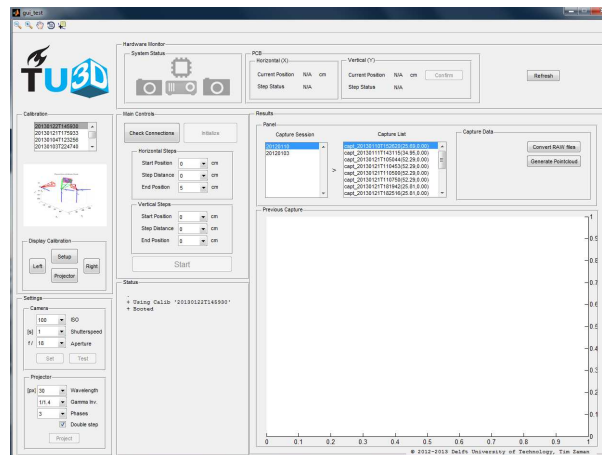 gui_test
TU3D
Hardware Monitor
System Status
PCB
Horizontal (X)
Current Position N/A cm
Step Status N/A
Vertical (Y)
Current Position N/A cm Confirm
Step Status N/A
Refresh
Calibration
20130122T145930
20130121T175933
20130104T123256
20130103T224740
Display Calibration
Setup
Left
Right
Projector
Settings
Camera
100 ISO
[s] 1 Shutterspeed
f / 18 Aperture
Set Test
Projector
[px] 30 Wavelength
1/1.4 Gamma Inv.
3 Phases
Double step
Project
Main Controls
Check Connections Initialize
Horizontal Steps
Start Position 0 cm
Step Distance 0 cm
End Position 5 cm
Vertical Steps
Start Position 0 cm
Step Distance 0 cm
End Position 0 cm
Start
Status
+ Using Calib '20130122T145930'
+ Booted
Results
Panel
Capture Session
20120110
20120103
>
Capture List
capt_20130110T152620(25.80,0.00)
capt_20130111T143115(34.95,0.00)
capt_20130121T105044(52.29,0.00)
capt_20130121T110453(52.29,0.00)
capt_20130121T110509(52.29,0.00)
capt_20130121T110750(52.29,0.00)
capt_20130121T181942(25.81,0.00)
capt_20130121T182516(25.81,0.00)
Capture Data
Convert RAW files
Generate Pointcloud
Previous Capture
1
0.9
0.8
0.7
0.6
0.5
0.4
0.3
0.2
0.1
0
0 0.1 0.2 0.3 0.4 0.5 0.6 0.7 0.8 0.9 1
© 2012-2013 Delft University of Technology, Tim Zaman